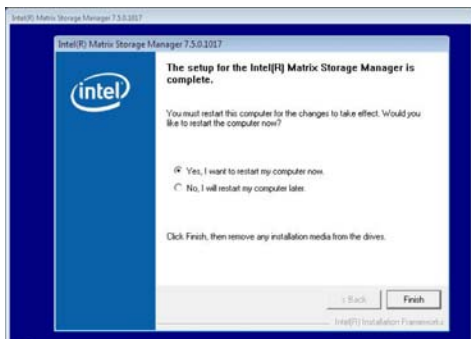 Intel(R) Matrix Storage Manager 7.5.0.1017
Intel(R) Matrix Storage Manager 7.5.0.1017
intel
The setup for the Intel(R) Matrix Storage Manager is
complete.
You must restart this computer for the changes to take effect. Would you
like to restart the computer now?
Yes, I want to restart my computer now.
No, I will restart my computer later.
Click Finish, then remove any installation media from the drives.
< Back
Finish
Intel(R) Installation Framework